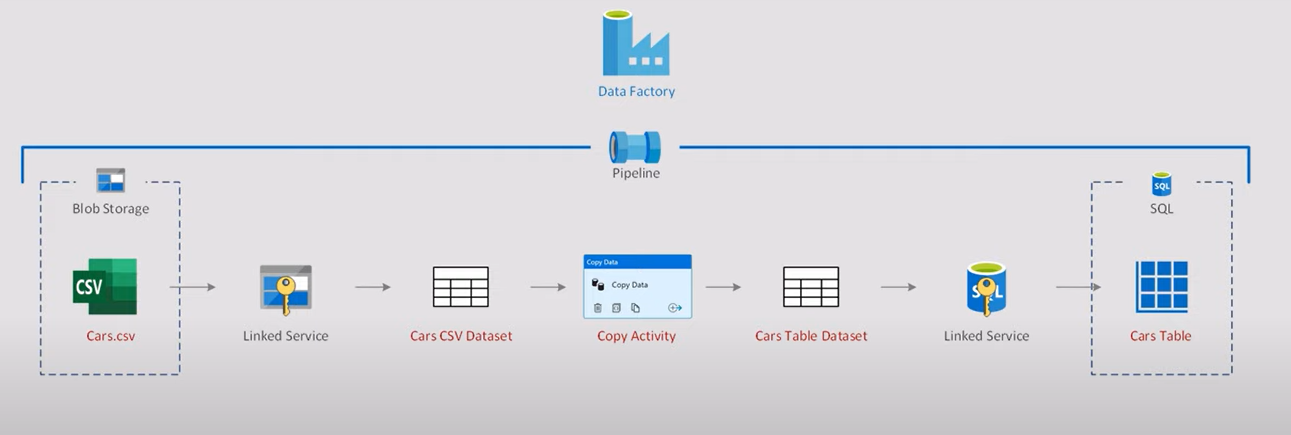 Data Factory
Pipeline
Blob Storage
SQL
SQL
CSV
Copy Data
Copy Data
SQL
Cars.csv
Linked Service
Cars CSV Dataset
Copy Activity
Cars Table Dataset
Linked Service
Cars Table